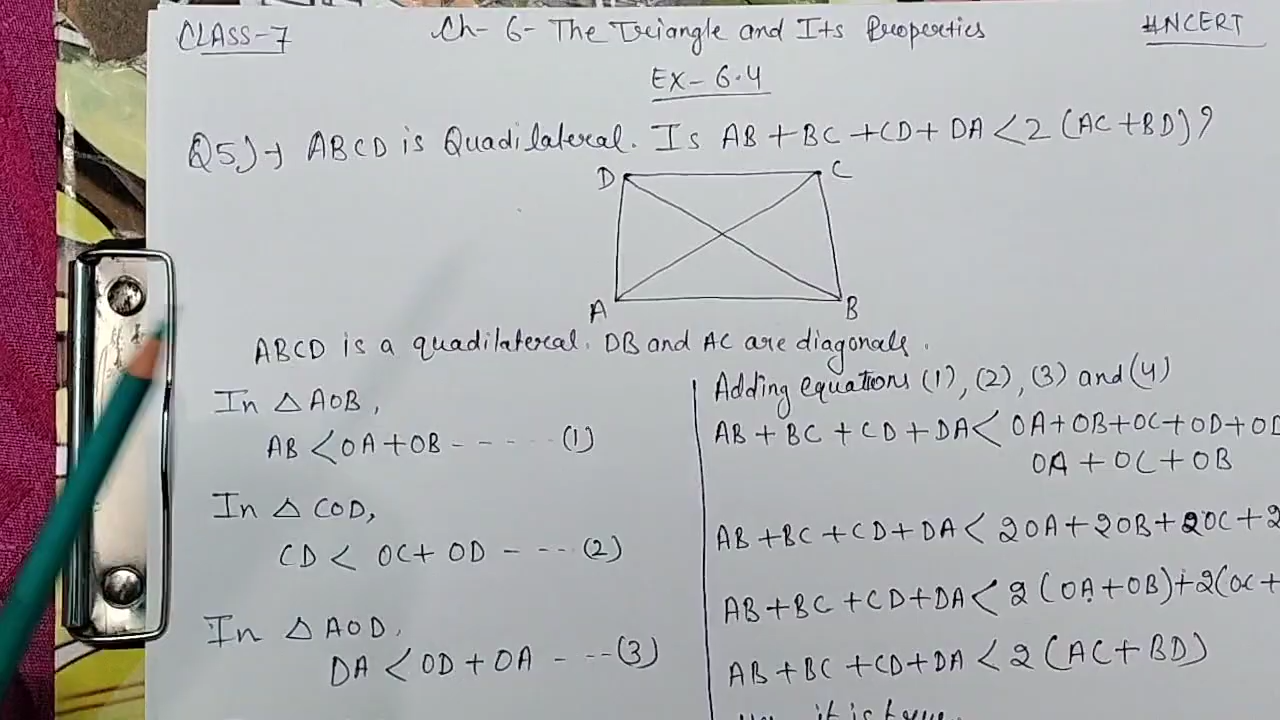 CLASS-7
Ch- 6- The Triangle and Its Properties
#NCERT
EX- 6.4
Q5.)→ ABCD is Quadilateral. Is AB+BC+CD+DA<2(AC+BD)?
D
C
A
B
ABCD is a quadilateral. DB and AC are diagonals.
In △AOB,
AB<OA+OB- - - - - (1)
In △ COD,
CD< OC+ OD - - - - (2)
In △AOD,
DA <OD+OA - - - -(3)
Adding equations (1), (2), (3) and (4)
AB+BC+CD+DA< OA+OB+OC+OD+OD
OA+OC+OB
AB+BC+CD+DA< 2OA+2OB+2OC+2
AB+BC+CD+DA< 2(OA+OB)+2(OC+
AB+BC+CD+DA <2(AC+BD)
it is true.